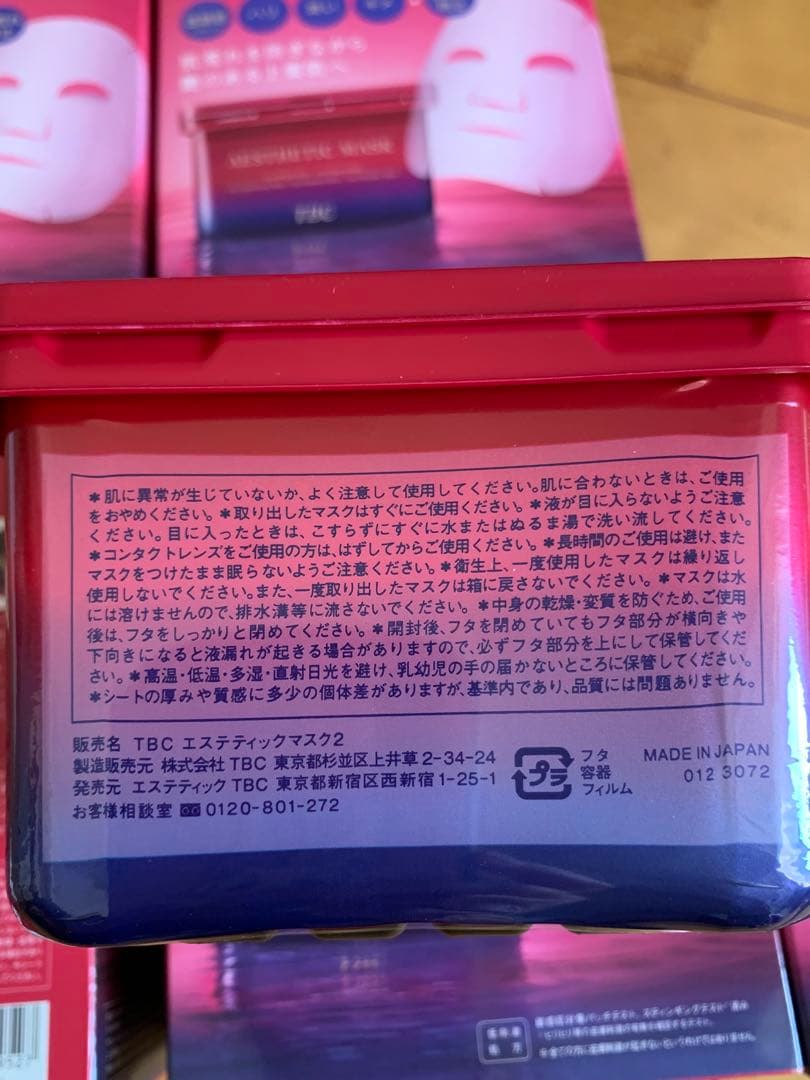 ハリ
AESTHETIC MASK
TBC
＊肌に異常が生じていないか、よく注意して使用してください。肌に合わないときは、ご使用
をおやめください。＊取り出したマスクはすぐにご使用ください。＊液が目に入らないようご注意
ください。目に入ったときは、こすらずにすぐに水またはぬるま湯で洗い流してください。
＊コンタクトレンズをご使用の方は、はずしてからご使用ください。＊長時間のご使用は避け、また
マスクをつけたまま眠らないようご注意ください。＊衛生上、一度使用したマスクは繰り返し
使用しないでください。また、一度取り出したマスクは箱に戻さないでください。＊マスクは水
には溶けませんので、排水溝等に流さないでください。＊中身の乾燥・変質を防ぐため、ご使用
後は、フタをしっかりと閉めてください。＊開封後、フタを閉めていてもフタ部分が横向きや
下向きになると液漏れが起きる場合がありますので、必ずフタ部分を上にして保管してくだ
さい。＊高温・低温・多湿・直射日光を避け、乳幼児の手の届かないところに保管してください。
＊シートの厚みや質感に多少の個体差がありますが、基準内であり、品質には問題ありません。
販売名 TBC エステティックマスク2
製造販売元 株式会社TBC 東京都杉並区上井草2-34-24
発売元 エステティックTBC 東京都新宿区西新宿1-25-1
お客様相談室 0120-801-272
プラ
フタ
容器
フィルム
MADE IN JAPAN
012 3072